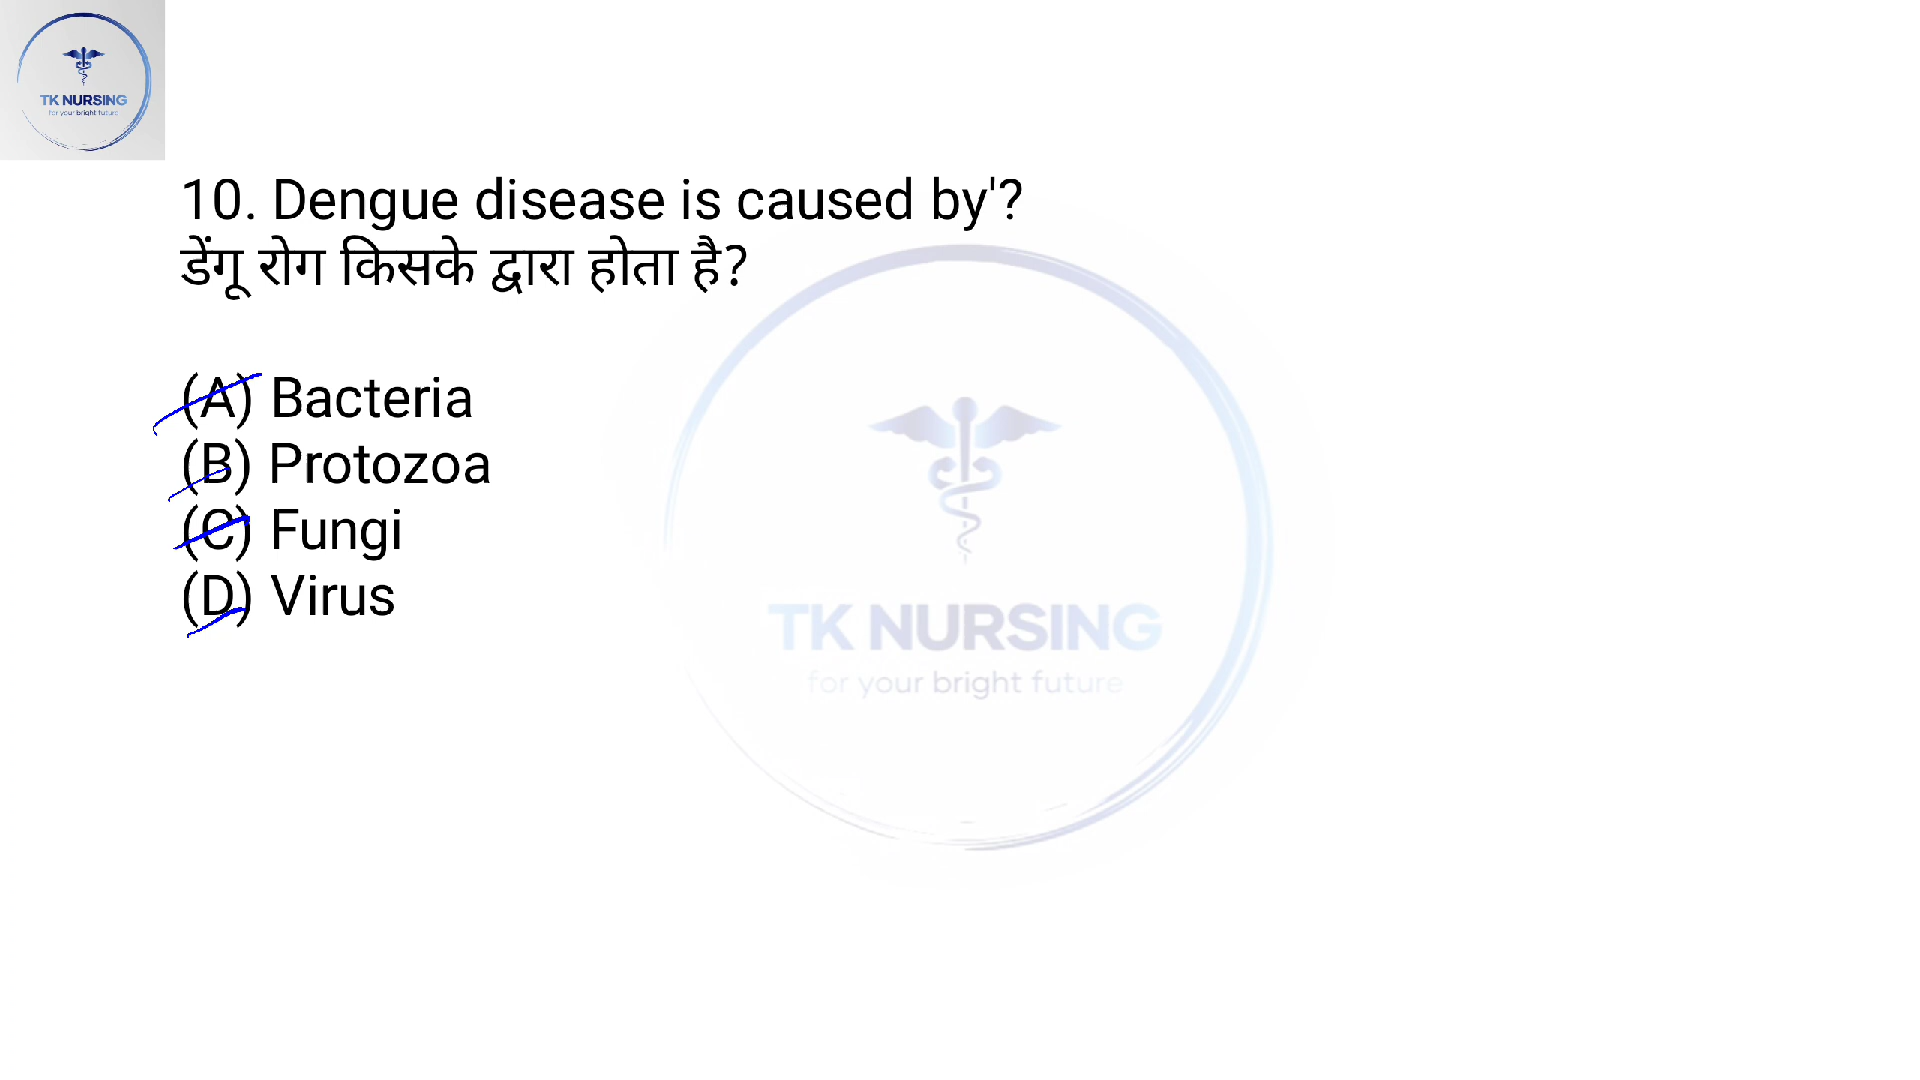 TK NURSING
for your bright future
10. Dengue disease is caused by'?
डेंगू रोग किसके द्वारा होता है?
(A) Bacteria
(B) Protozoa
(C) Fungi
(D) Virus
TK NURSING
for your bright future